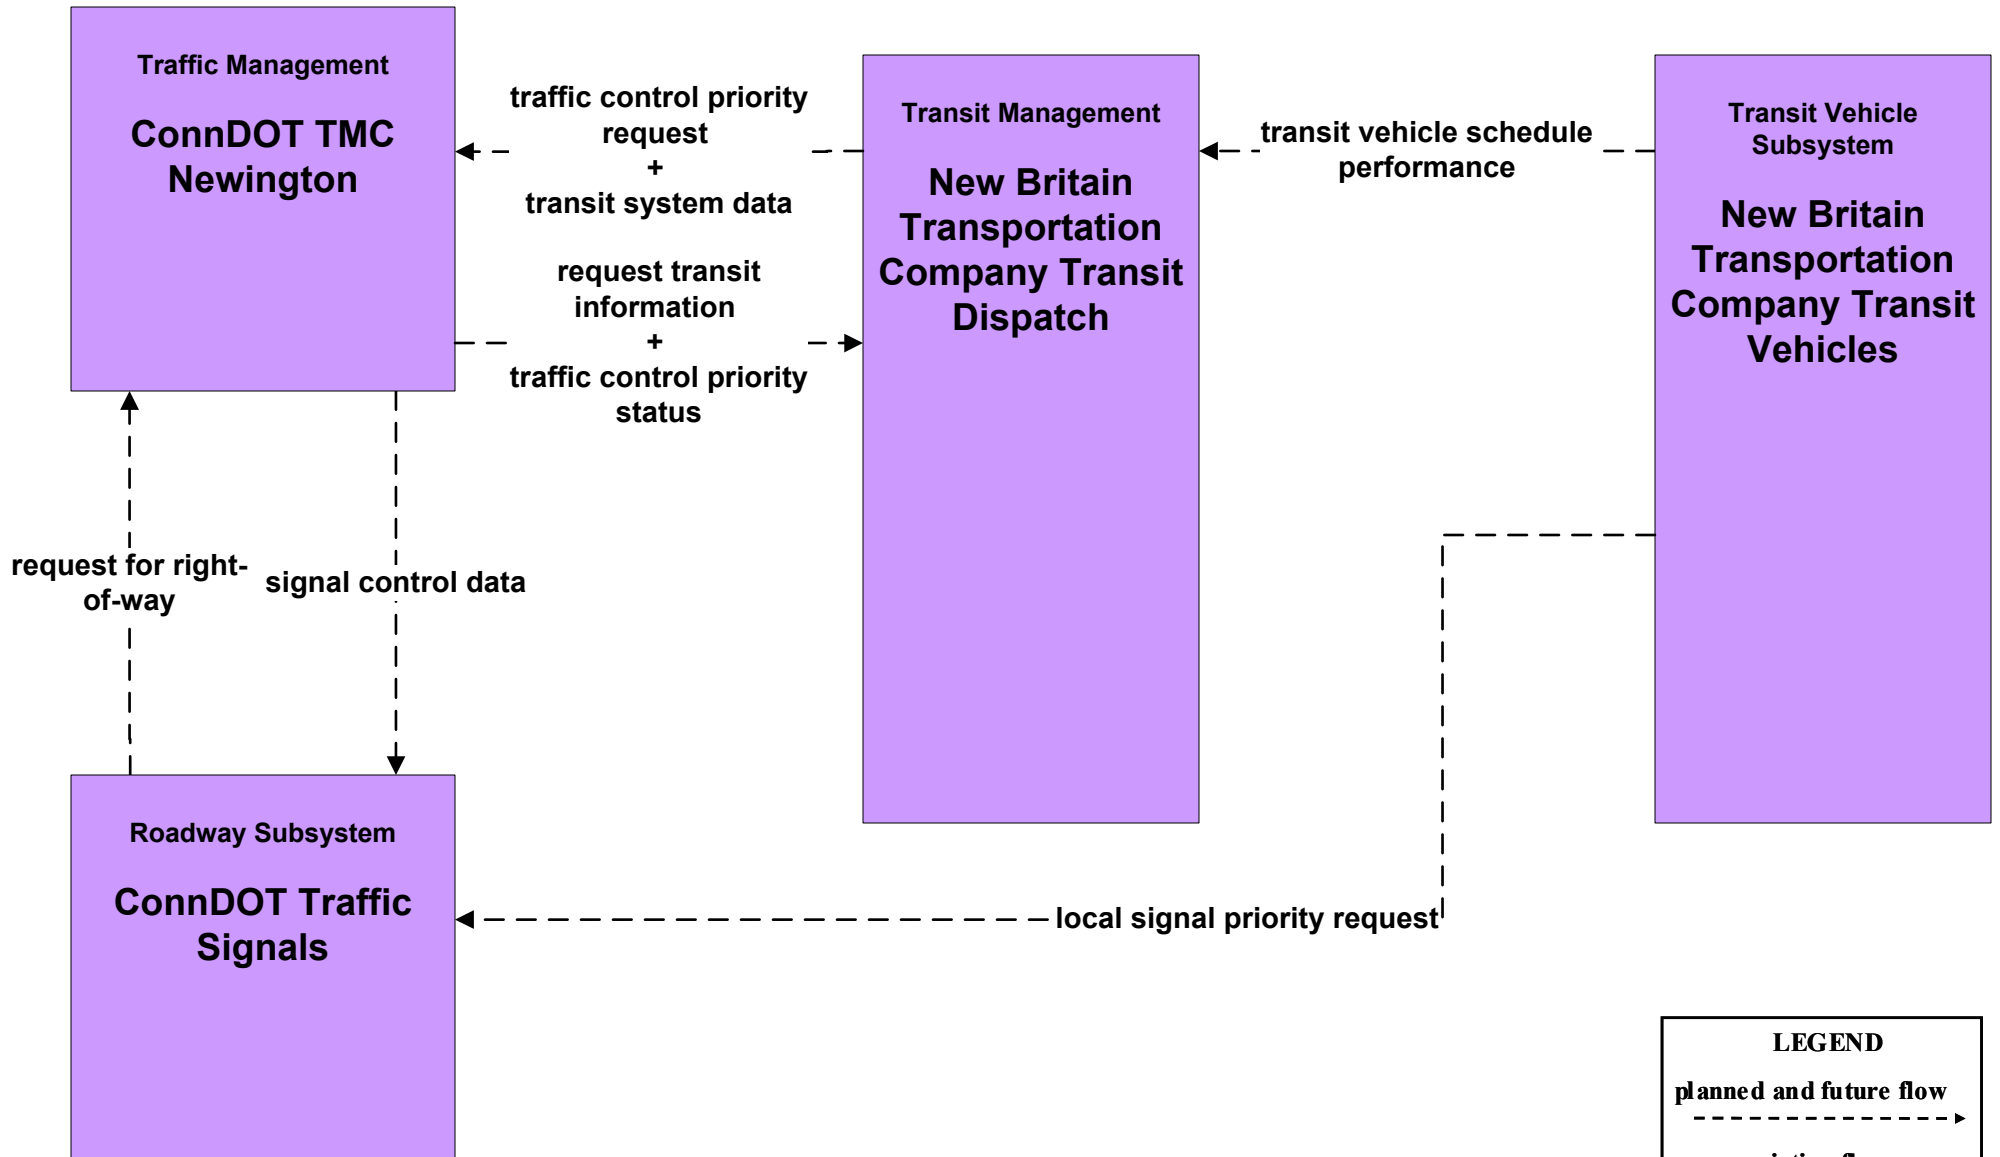 Traffic Management
ConnDOT TMC
Newington
traffic control priority
request
+
transit system data
request transit
information
+
traffic control priority
status
Transit Management
New Britain
Transportation
Company Transit
Dispatch
transit vehicle schedule
performance
Transit Vehicle
Subsystem
New Britain
Transportation
Company Transit
Vehicles
request for right-
of-way
signal control data
Roadway Subsystem
ConnDOT Traffic
Signals
local signal priority request
LEGEND
planned and future flow